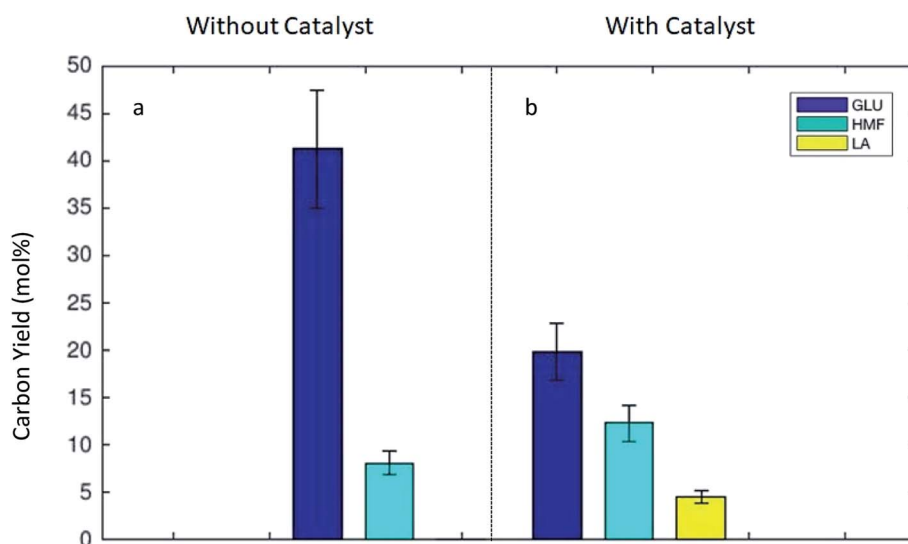 Without Catalyst
With Catalyst
50
45
40
35
30
25
20
15
10
5
0
Carbon Yield (mol%)
a
b
GLU
HMF
LA